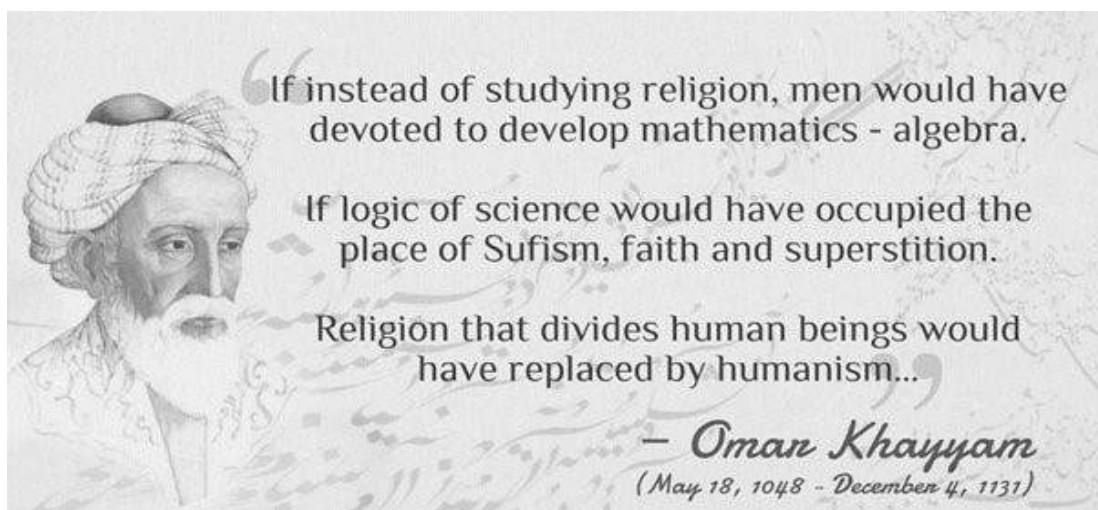 If instead of studying religion, men would have
devoted to develop mathematics - algebra.
If logic of science would have occupied the
place of Sufism, faith and superstition.
Religion that divides human beings would
have replaced by humanism...
– Omar Khayyam
(May 18, 1048 - December 4, 1131)